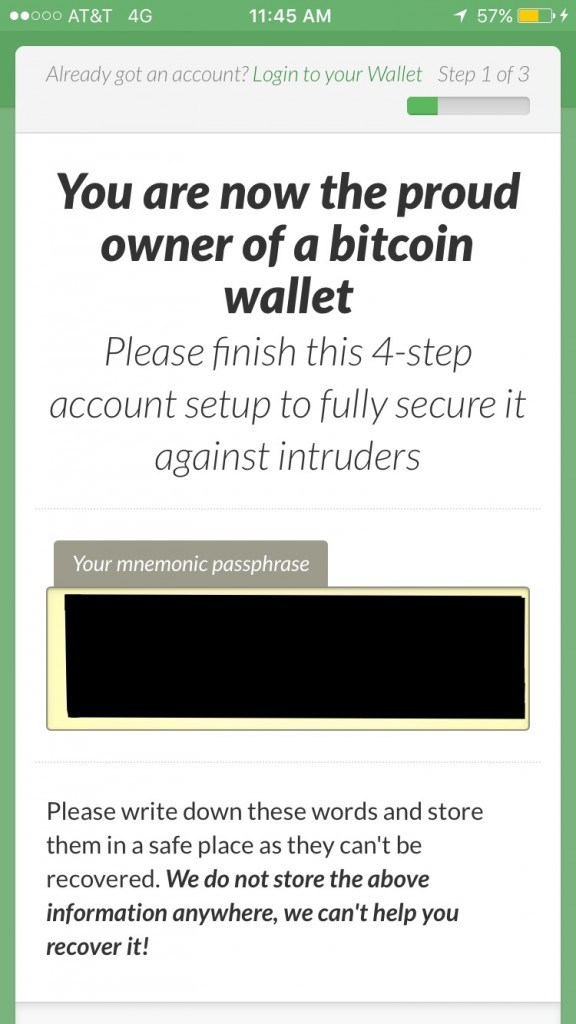 AT&T 4G 11:45 AM 57%
Already got an account? Login to your Wallet Step 1 of 3
You are now the proud
owner of a bitcoin
wallet
Please finish this 4-step
account setup to fully secure it
against intruders
Your mnemonic passphrase
Please write down these words and store
them in a safe place as they can't be
recovered. We do not store the above
information anywhere, we can't help you
recover it!